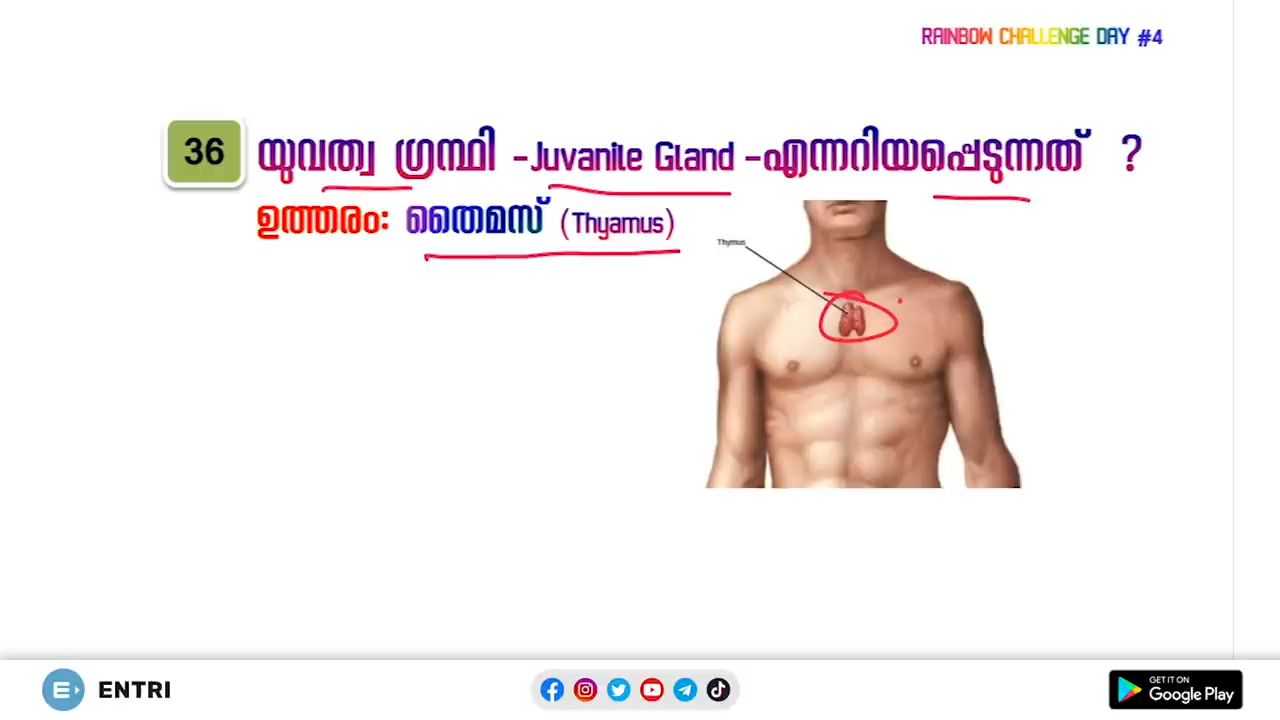 RAINBOW CHALLENGE DAY #4
36 യുവത്വ ഗ്രന്ഥി -Juvanile Gland -എന്നറിയപ്പെടുന്നത് ?
ഉത്തരം: തൈമസ് (Thyamus)
Thymus
ENTRI
GET IT ON
Google Play